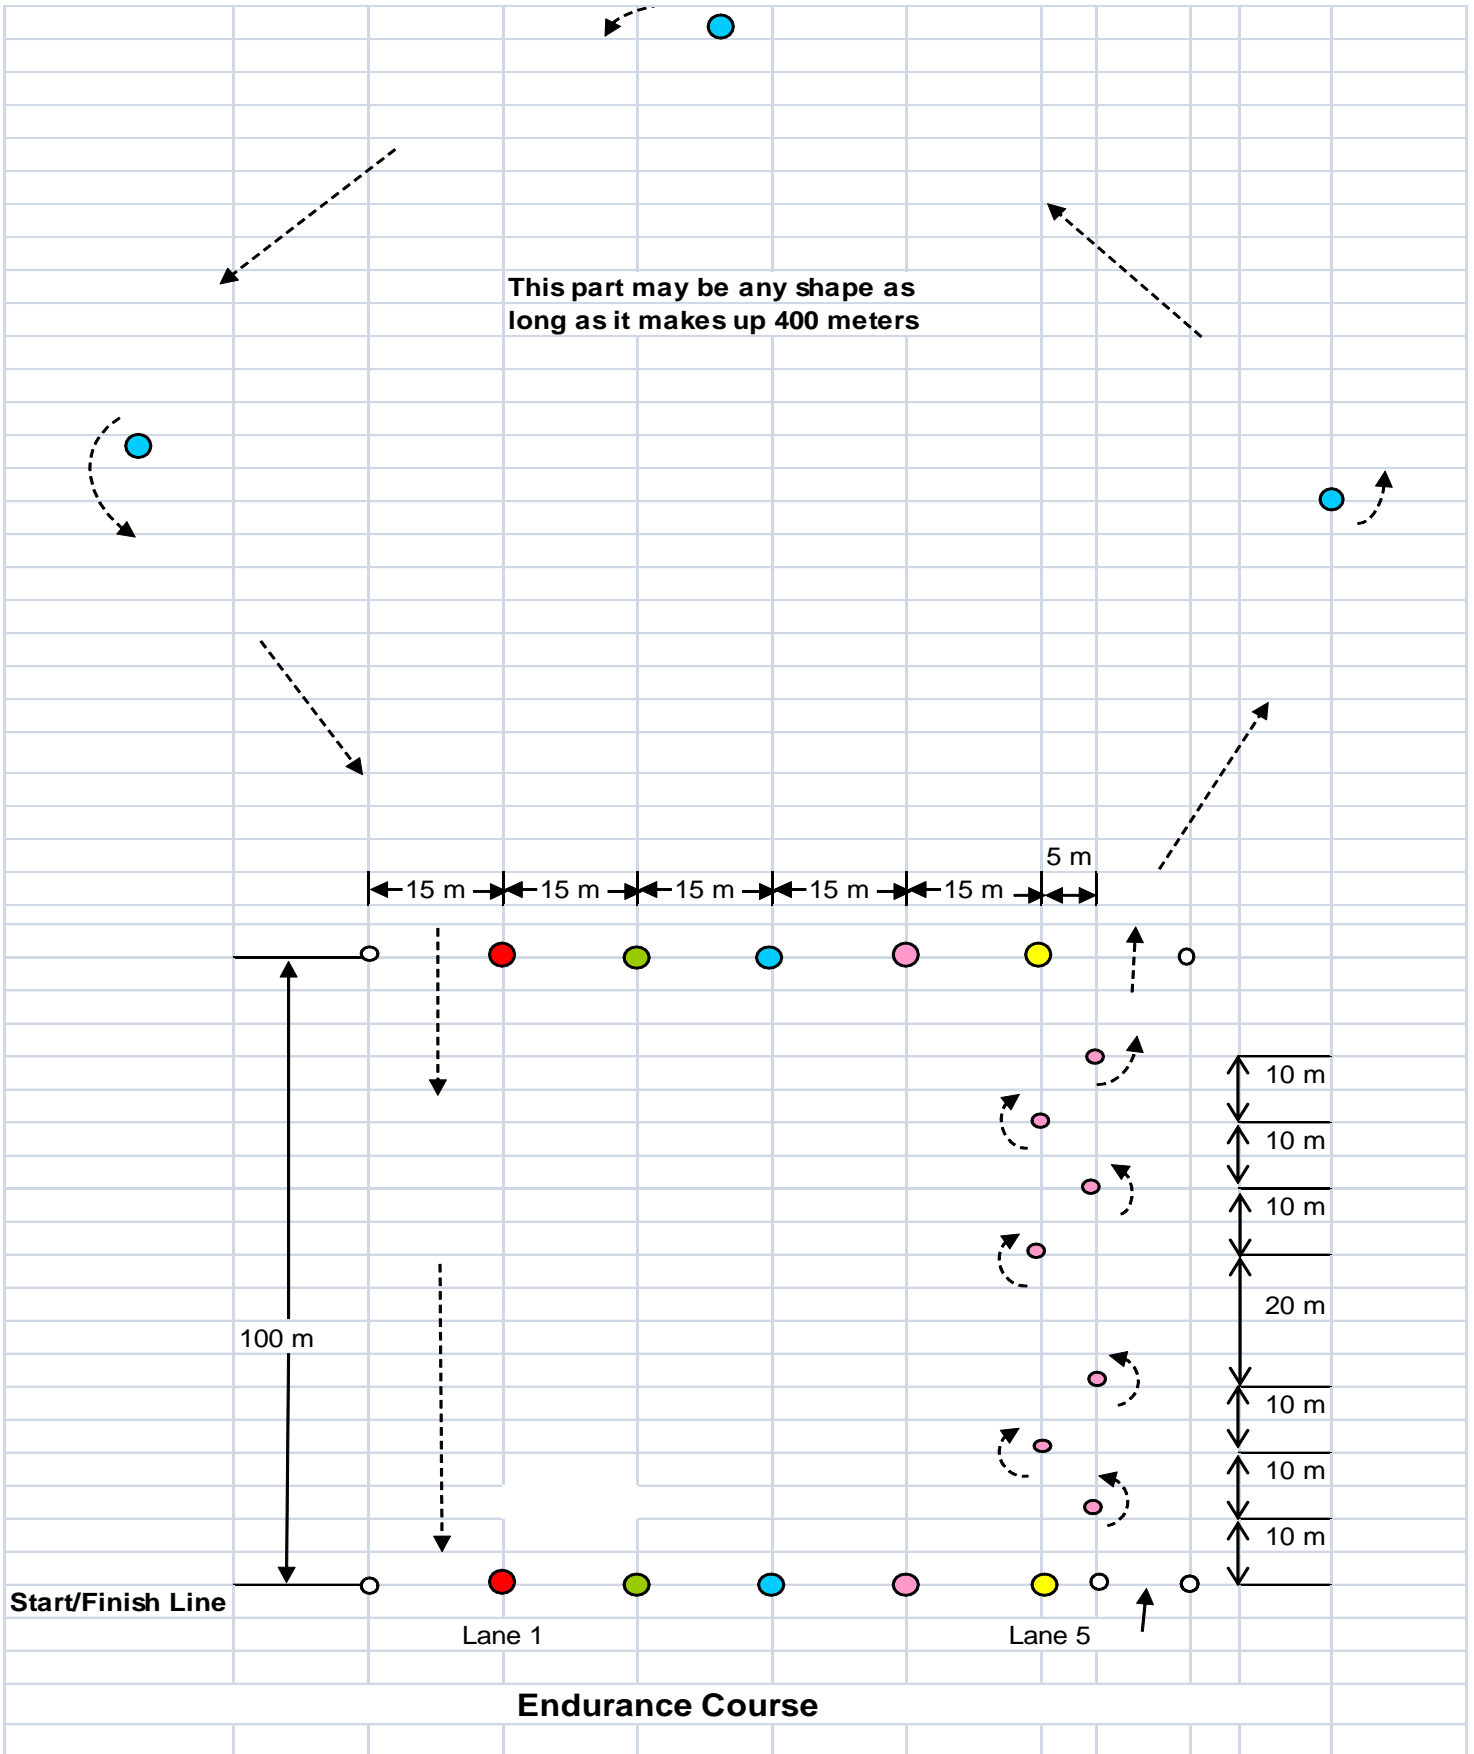 This part may be any shape as
long as it makes up 400 meters
5 m
15 m
15 m
15 m
15 m
15 m
10 m
10 m
10 m
20 m
100 m
10 m
10 m
10 m
Start/Finish Line
Lane 1
Lane 5
Endurance Course